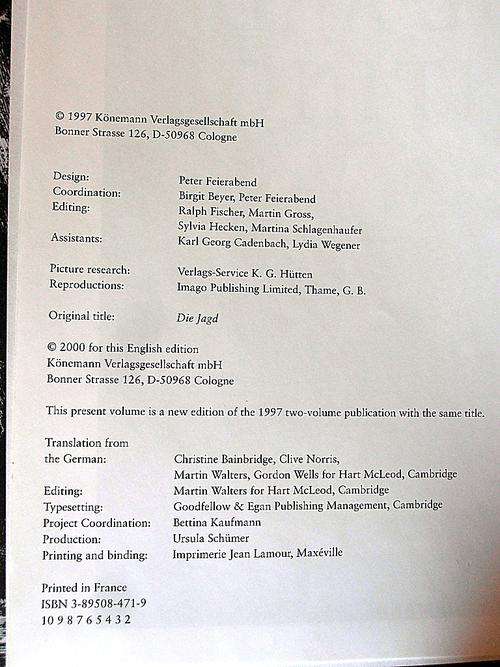 © 1997 Könemann Verlagsgesellschaft mbH
Bonner Strasse 126, D-50968 Cologne
Design: Peter Feierabend
Coordination: Birgit Beyer, Peter Feierabend
Editing: Ralph Fischer, Martin Gross,
Sylvia Hecken, Martina Schlagenhaufer
Assistants: Karl Georg Cadenbach, Lydia Wegener
Picture research: Verlags-Service K. G. Hütten
Reproductions: Imago Publishing Limited, Thame, G. B.
Original title: Die Jagd
© 2000 for this English edition
Könemann Verlagsgesellschaft mbH
Bonner Strasse 126, D-50968 Cologne
This present volume is a new edition of the 1997 two-volume publication with the same title.
Translation from
the German: Christine Bainbridge, Clive Norris,
Martin Walters, Gordon Wells for Hart McLeod, Cambridge
Editing: Martin Walters for Hart McLeod, Cambridge
Typesetting: Goodfellow & Egan Publishing Management, Cambridge
Project Coordination: Bettina Kaufmann
Production: Ursula Schümer
Printing and binding: Imprimerie Jean Lamour, Maxéville
Printed in France
ISBN 3-89508-471-9
10 9 8 7 6 5 4 3 2